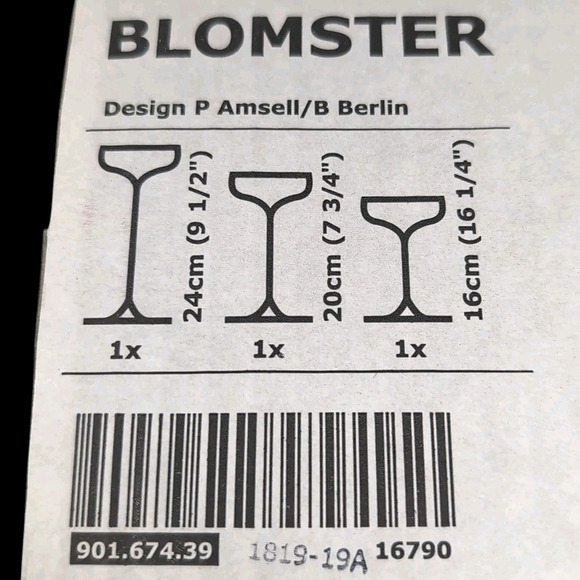 BLOMSTER
Design P Amsell/B Berlin
24cm (9 1/2")
20cm (7 3/4")
16cm (16 1/4")
1x 1x 1x
901.674.39 1819-19A 16790